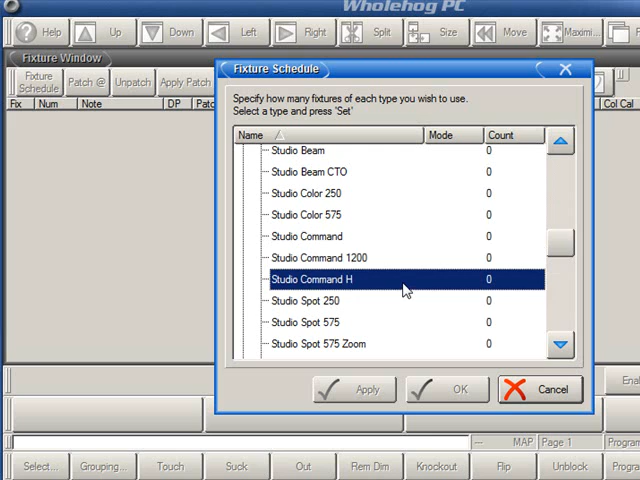 Wholehog PC
Help Up Down Left Right Split Size Move Maximi...
Fixture Window
Fixture Schedule Patch @ Unpatch Apply Patch
Fix Num Note DP Col Cal
Fixture Schedule
Specify how many fixtures of each type you wish to use.
Select a type and press 'Set'
Name Mode Count
Studio Beam 0
Studio Beam CTO 0
Studio Color 250 0
Studio Color 575 0
Studio Command 0
Studio Command 1200 0
Studio Command H 0
Studio Spot 250 0
Studio Spot 575 0
Studio Spot 575 Zoom 0
Apply OK Cancel
--- MAP Page 1
Select... Grouping... Touch Suck Out Rem Dim Knockout Flip Unblock